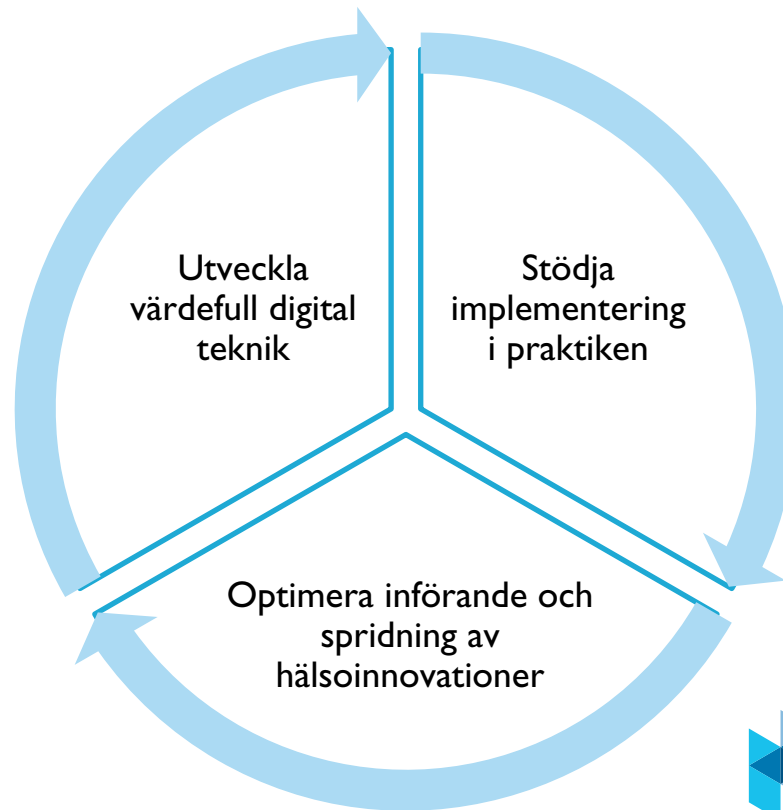 Utveckla
värdefull digital
teknik
Stödja
implementering
i praktiken
Optimera införande och
spridning av
hälsoinnovationer